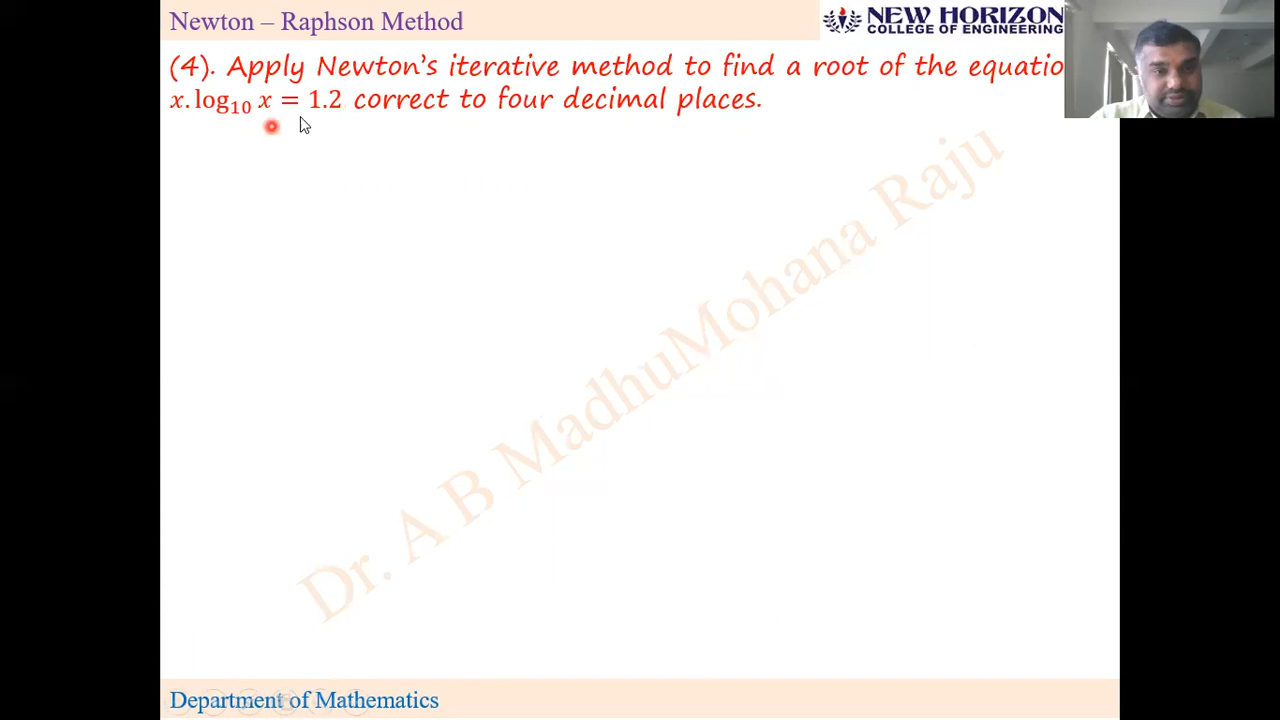 Newton – Raphson Method
NEW HORIZON
COLLEGE OF ENGINEERING
(4). Apply Newton's iterative method to find a root of the equatio
x. log₁₀ x = 1.2 correct to four decimal places.
Dr. A B MadhuMohana Raju
Department of Mathematics